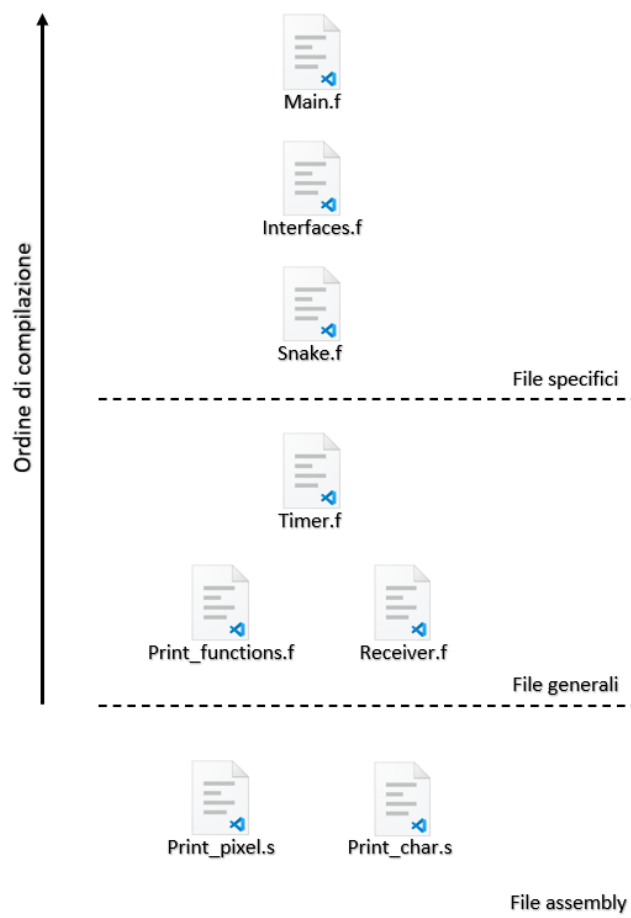 Main.f
Interfaces.f
Snake.f
File specifici
Ordine di compilazione
Timer.f
Print_functions.f
Receiver.f
File generali
Print_pixel.s
Print_char.s
File assembly